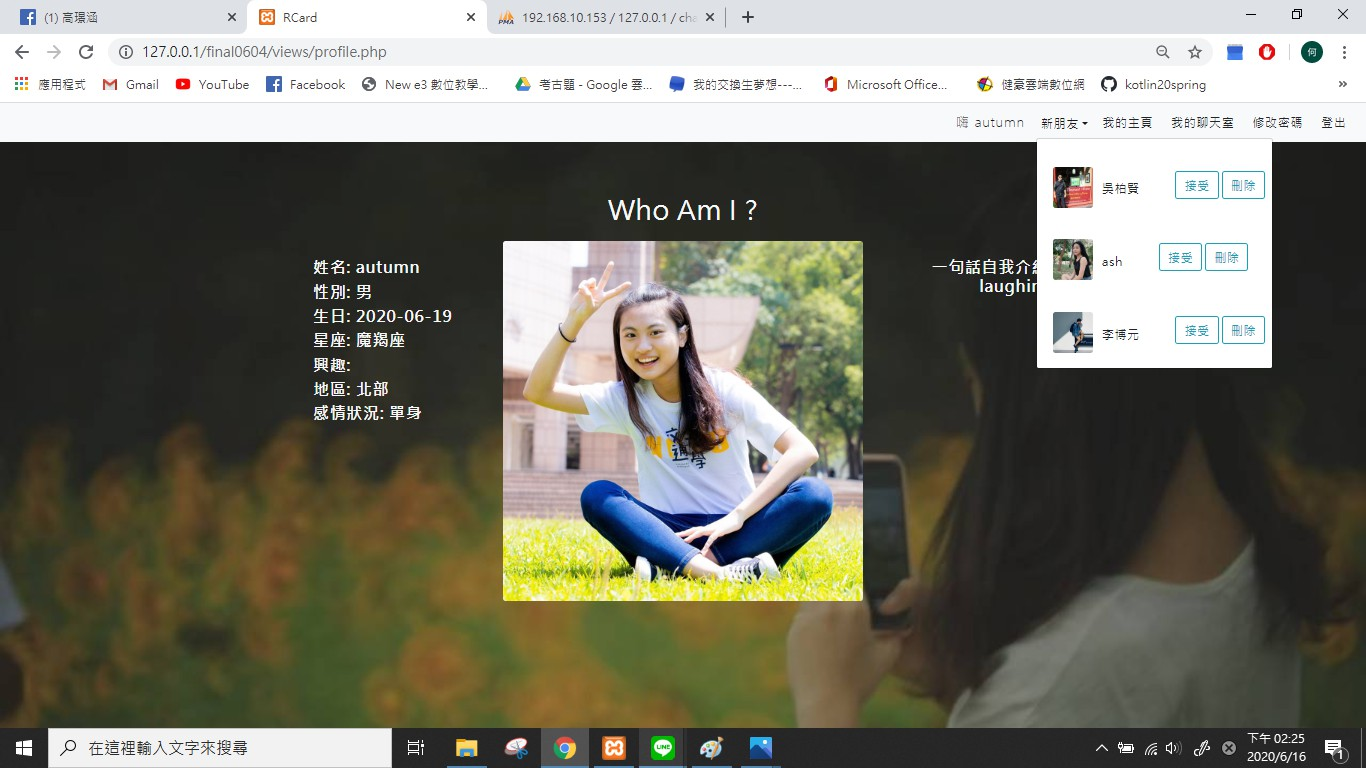 (1) 高環涵
RCard
192.168.10.153 / 127.0.0.1 / cha
127.0.0.1/final0604/views/profile.php
何
應用程式
Gmail
YouTube
Facebook
New e3 數位教學...
考古題 - Google 雲...
我的交換生夢想---...
Microsoft Office...
健豪雲端數位網
kotlin20spring
»
嗨 autumn
新朋友
我的主頁
我的聊天室
修改密碼
登出
吳柏賢
接受
刪除
ash
接受
刪除
李博元
接受
刪除
Who Am I ?
姓名: autumn
性別: 男
生日: 2020-06-19
星座: 魔羯座
興趣:
地區: 北部
感情狀況: 單身
一句話自我介紹
laughin
在這裡輸入文字來搜尋
LINE
下午 02:25
2020/6/16
1